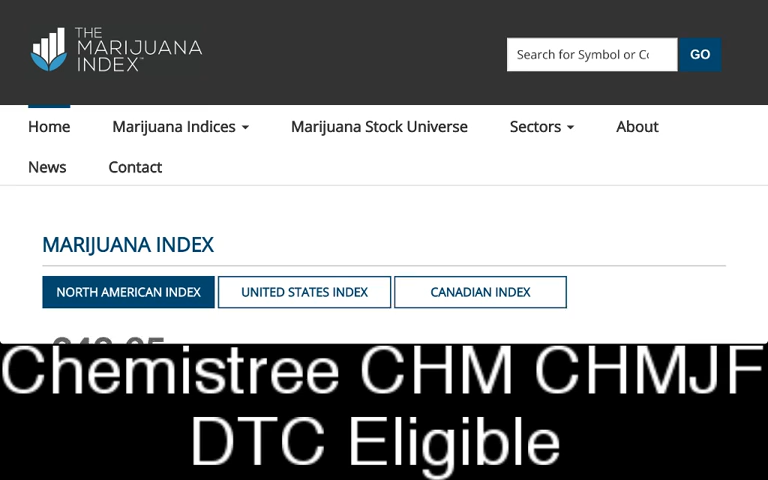 THE
MARIJUANA
INDEX™
Search for Symbol or Co
GO
Home
Marijuana Indices
Marijuana Stock Universe
Sectors
About
News
Contact
MARIJUANA INDEX
NORTH AMERICAN INDEX
UNITED STATES INDEX
CANADIAN INDEX
Chemistree CHM CHMJF
DTC Eligible